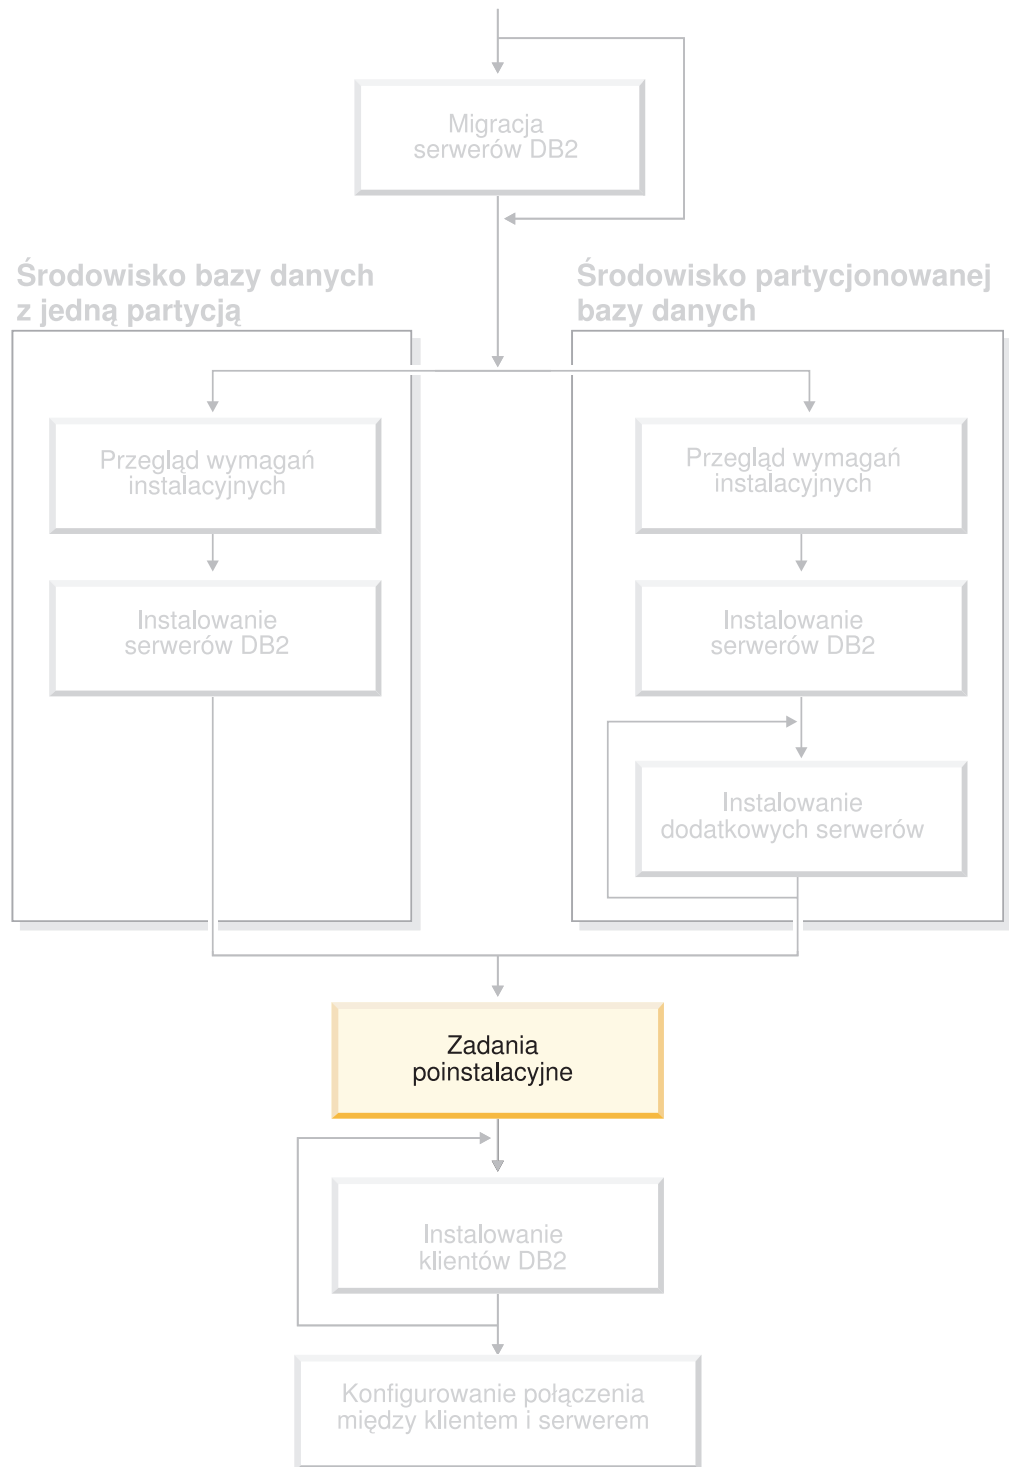 Migracja
serwerów DB2
Środowisko bazy danych
z jedną partycją
Środowisko partycjonowanej
bazy danych
Przegląd wymagań
instalacyjnych
Przegląd wymagań
instalacyjnych
Instalowanie
serwerów DB2
Instalowanie
serwerów DB2
Instalowanie
dodatkowych serwerów
Zadania
poinstalacyjne
Instalowanie
klientów DB2
Konfigurowanie połączenia
między klientem i serwerem